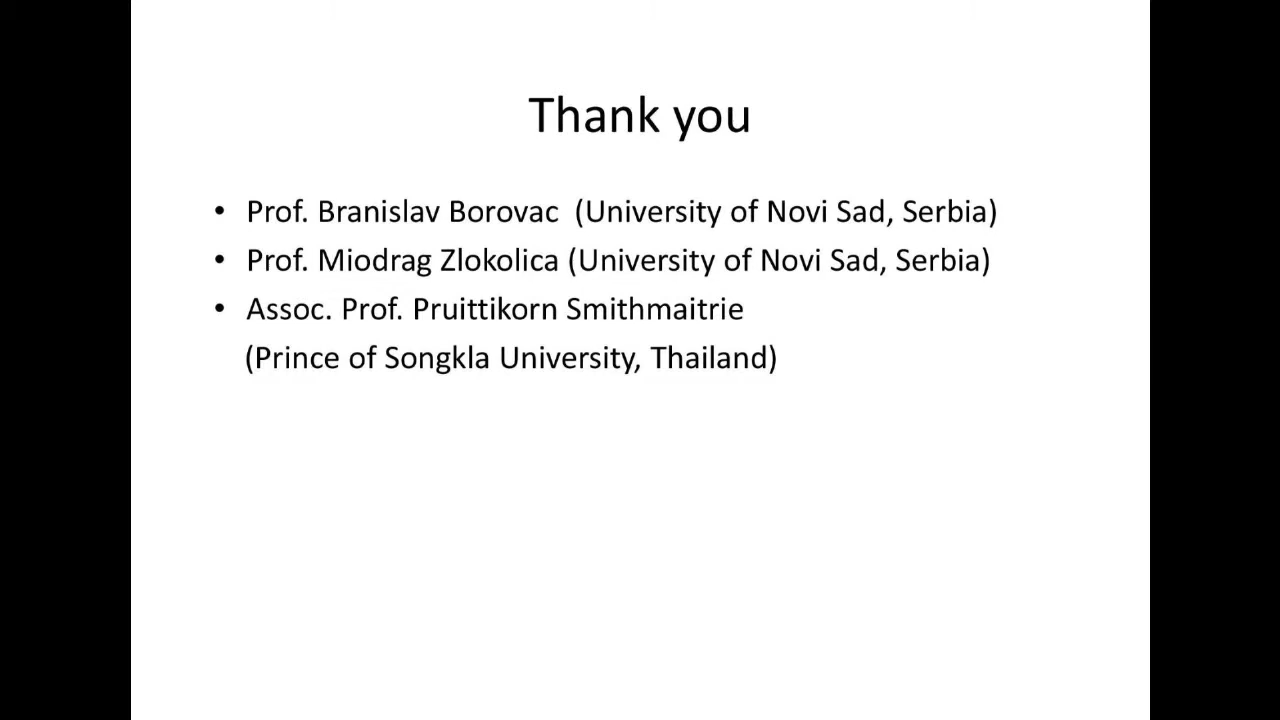 Thank you
• Prof. Branislav Borovac  (University of Novi Sad, Serbia)
• Prof. Miodrag Zlokolica (University of Novi Sad, Serbia)
• Assoc. Prof. Pruittikorn Smithmaitrie
(Prince of Songkla University, Thailand)